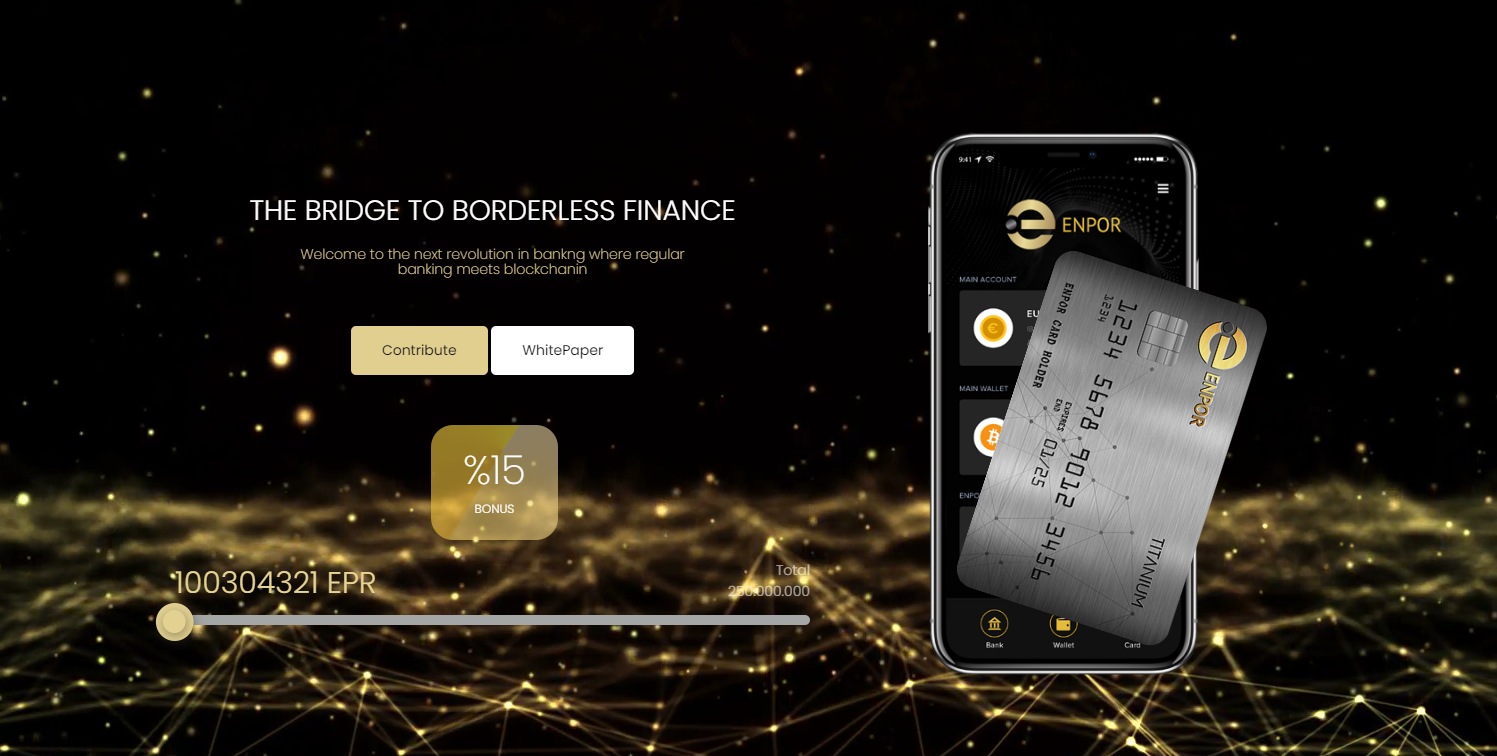 THE BRIDGE TO BORDERLESS FINANCE
Welcome to the next revolution in bankng where regular
banking meets blockchanin
Contribute
WhitePaper
%15
BONUS
100304321 EPR
Total
250.000.000
9:41
ENPOR
MAIN ACCOUNT
EU
MAIN WALLET
ENPO
Bank
Wallet
Card
ENPOR
1234 5678 9012 3456
1234
EXPIRES
END
01/25
ENPOR CARD HOLDER
TITANIUM